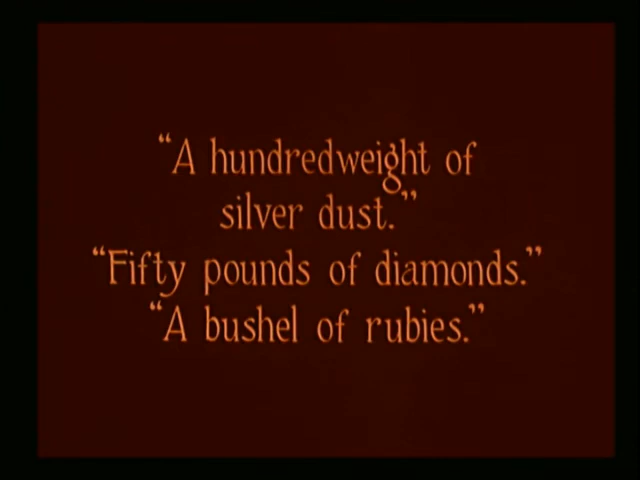 “A hundredweight of
silver dust.”
“Fifty pounds of diamonds.”
“A bushel of rubies.”